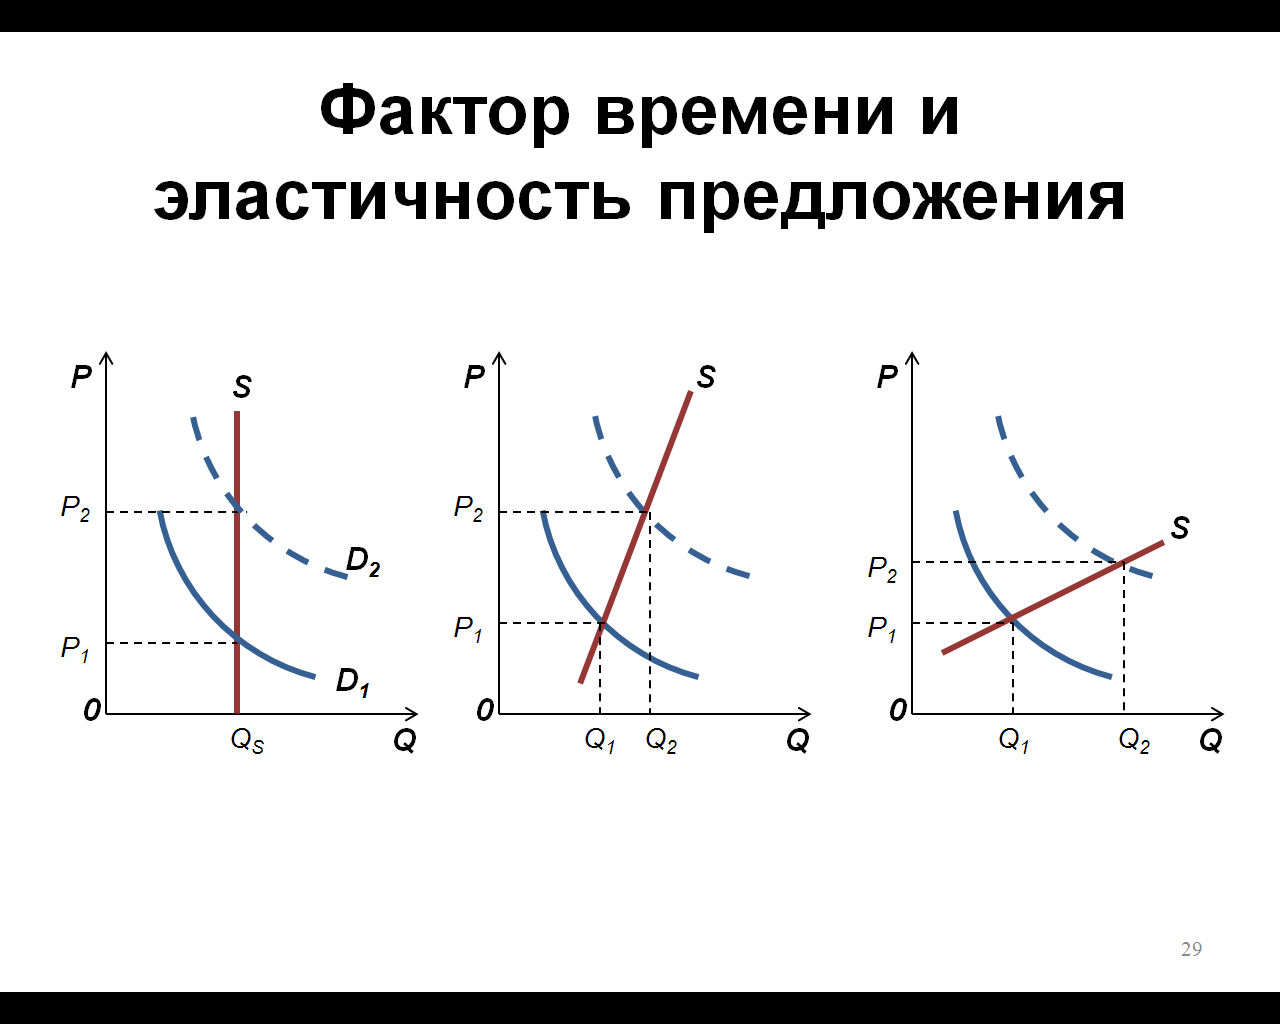 Фактор времени и
эластичность предложения
P
S
P2
D2
P1
D1
0
QS
Q
P
S
P2
P1
0
Q1
Q2
Q
P
S
P2
P1
0
Q1
Q2
Q
29